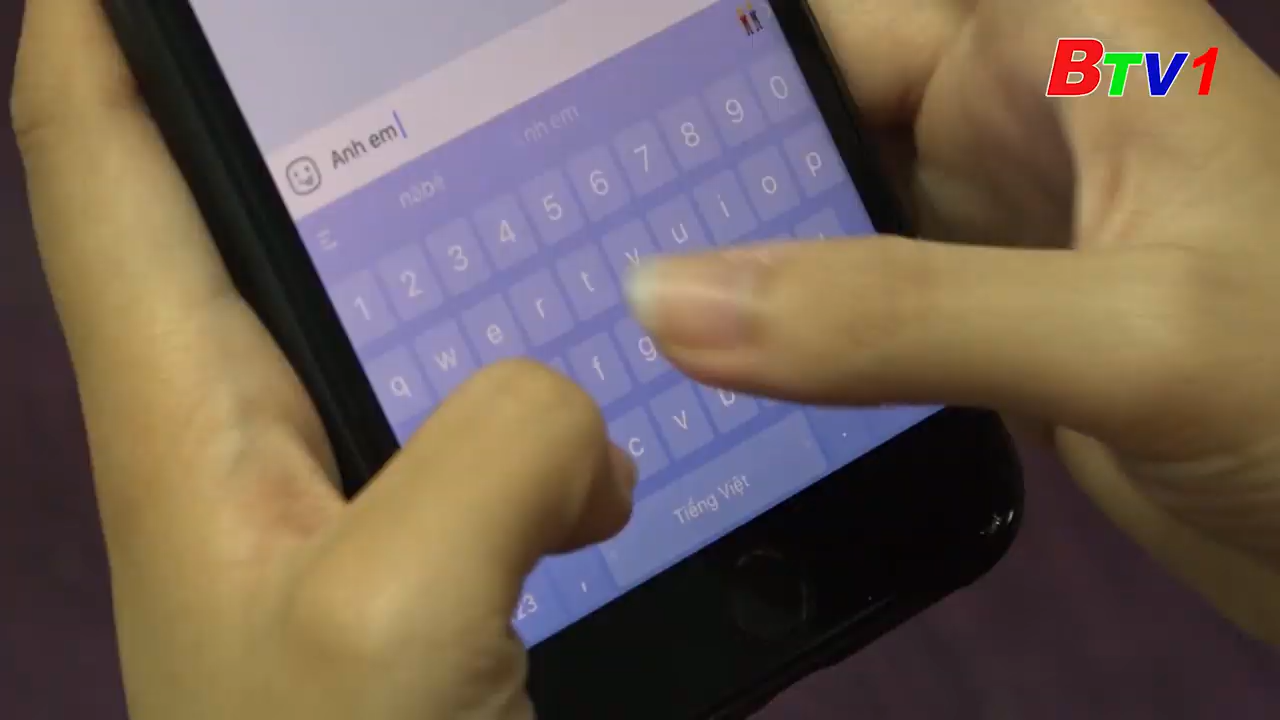 BTV1
Anh em
1 2 3 4 5 6 7 8 9 0
q w e r t y u i o p
f g
c v b
Tiếng Việt
, .